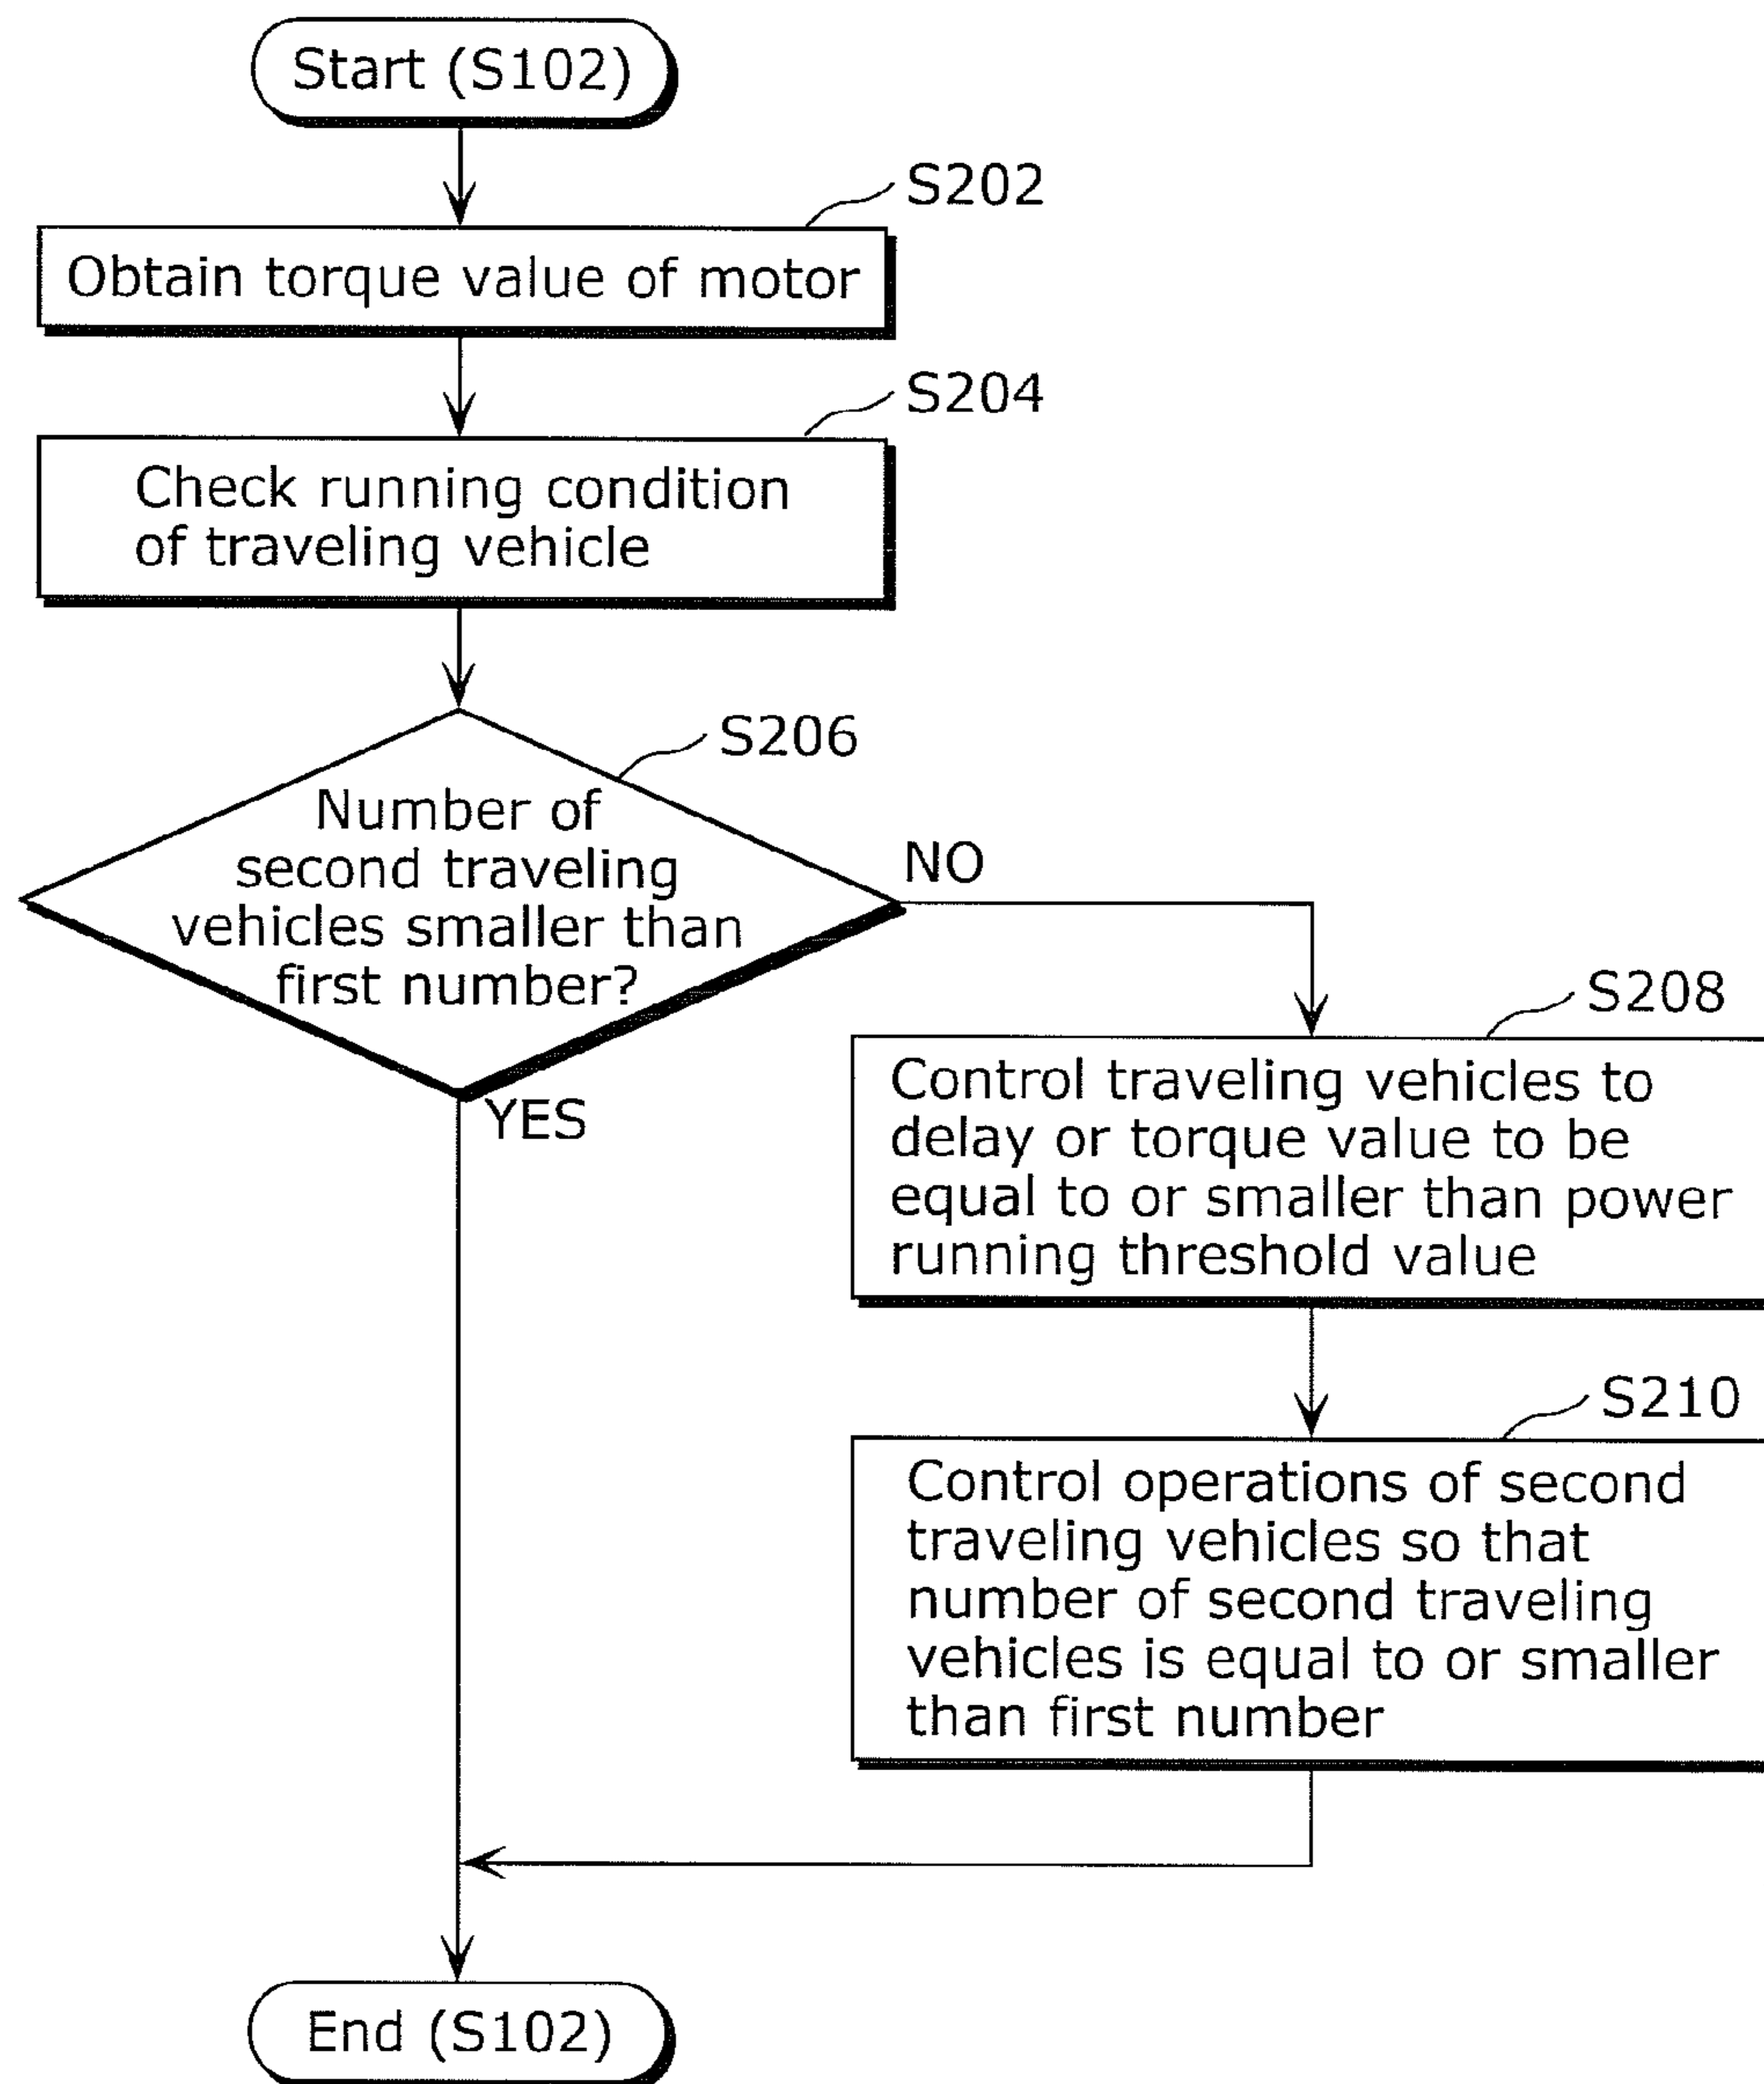 Start (S102)
S202
Obtain torque value of motor
S204
Check running condition
of traveling vehicle
S206
Number of
second traveling
vehicles smaller than
first number?
NO
YES
S208
Control traveling vehicles to
delay or torque value to be
equal to or smaller than power
running threshold value
S210
Control operations of second
traveling vehicles so that
number of second traveling
vehicles is equal to or smaller
than first number
End (S102)